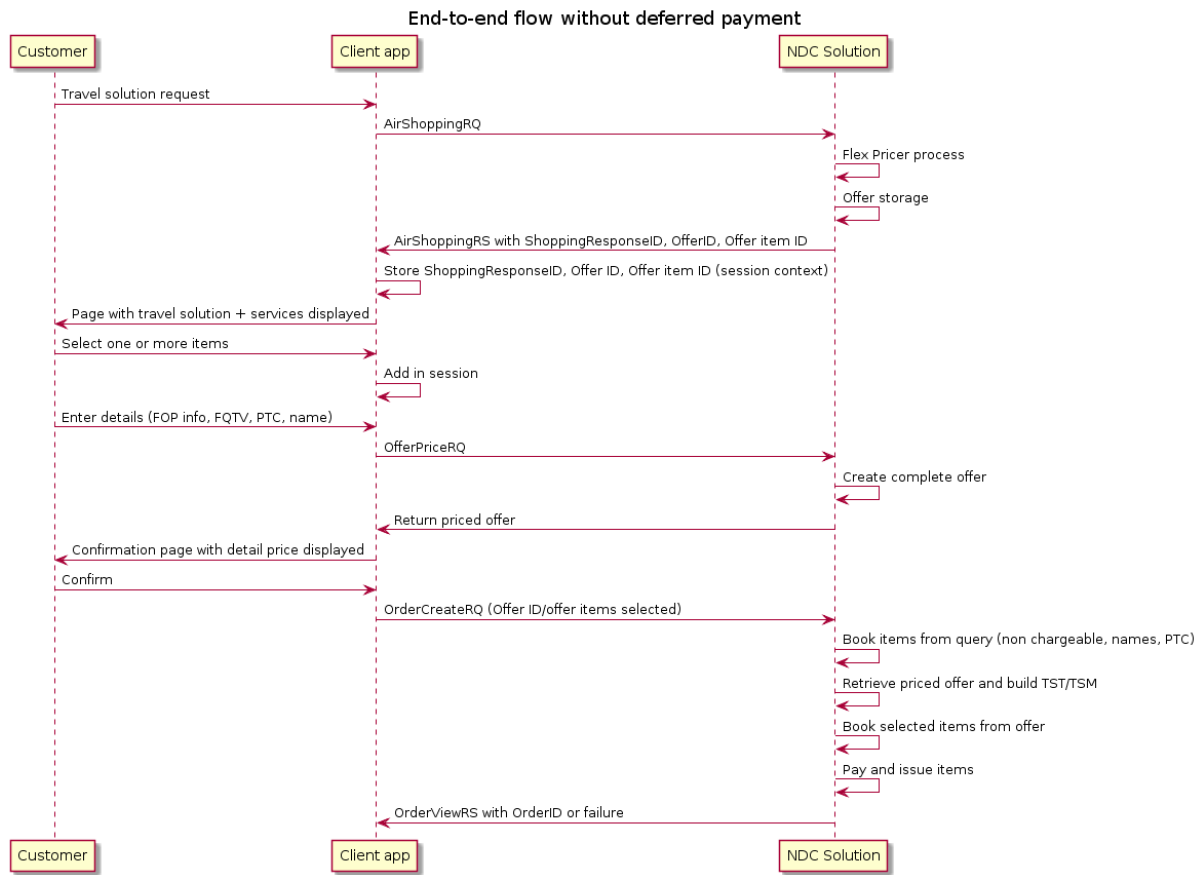 End-to-end flow without deferred payment
Customer
Client app
NDC Solution
Travel solution request
AirShoppingRQ
Flex Pricer process
Offer storage
AirShoppingRS with ShoppingResponseID, OfferID, Offer item ID
Store ShoppingResponseID, Offer ID, Offer item ID (session context)
Page with travel solution + services displayed
Select one or more items
Add in session
Enter details (FOP info, FQTV, PTC, name)
OfferPriceRQ
Create complete offer
Return priced offer
Confirmation page with detail price displayed
Confirm
OrderCreateRQ (Offer ID/offer items selected)
Book items from query (non chargeable, names, PTC)
Retrieve priced offer and build TST/TSM
Book selected items from offer
Pay and issue items
OrderViewRS with OrderID or failure
Customer
Client app
NDC Solution